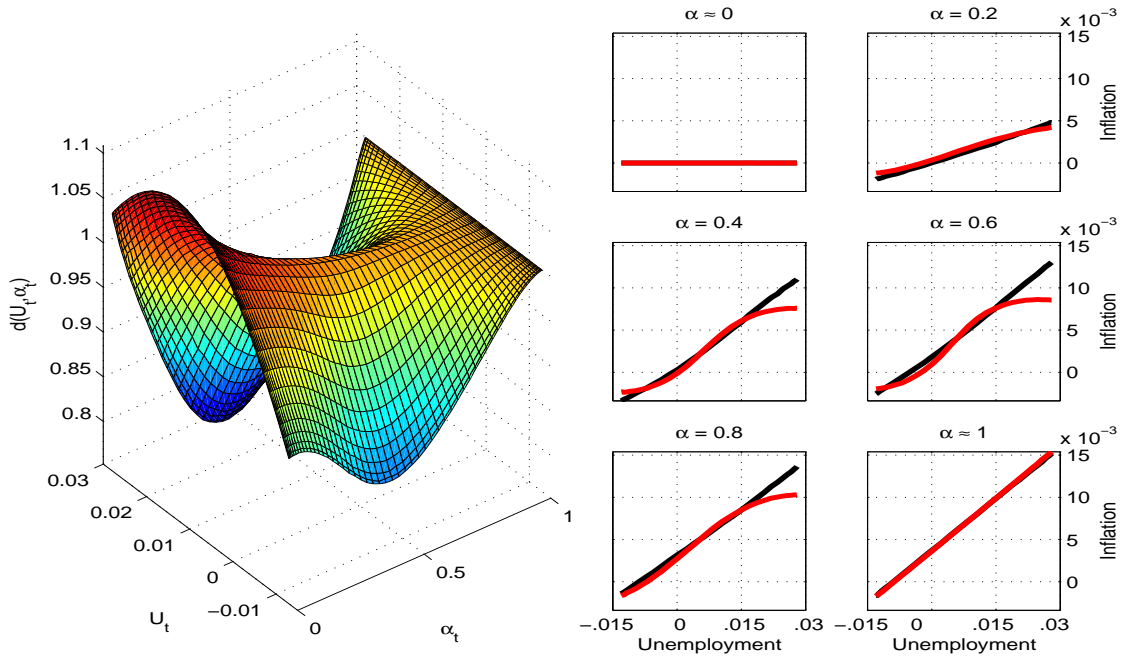 1.1
1.05
1
0.95
0.9
0.85
0.8
d(U_t,α_t)
0.03
0.02
0.01
0
−0.01
U_t
0
0.5
1
α_t
α ≈ 0
α = 0.2
x 10^-3
15
10
5
0
Inflation
α = 0.4
α = 0.6
x 10^-3
15
10
5
0
Inflation
α = 0.8
α ≈ 1
x 10^-3
15
10
5
0
Inflation
−.015 0 .015 .03
Unemployment
−.015 0 .015 .03
Unemployment